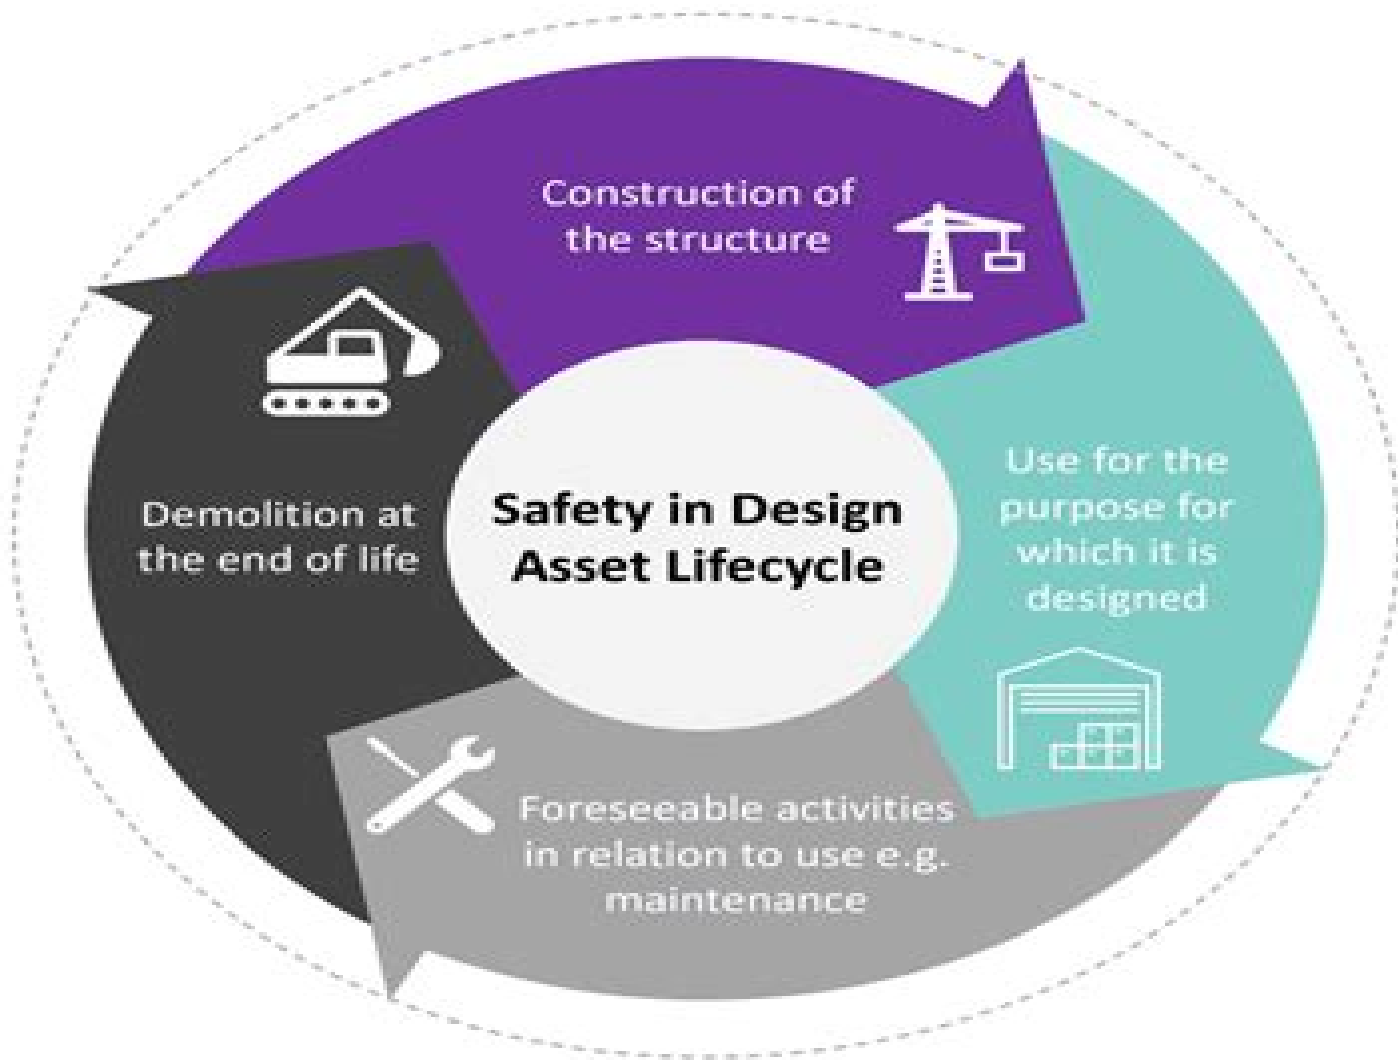 Construction of
the structure
Use for the
purpose for
which it is
designed
Foreseeable activities
in relation to use e.g.
maintenance
Demolition at
the end of life
Safety in Design
Asset Lifecycle